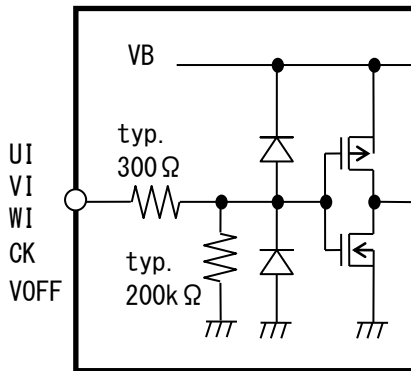 VB
typ.
300Ω
UI
VI
WI
CK
VOFF
typ.
200kΩ